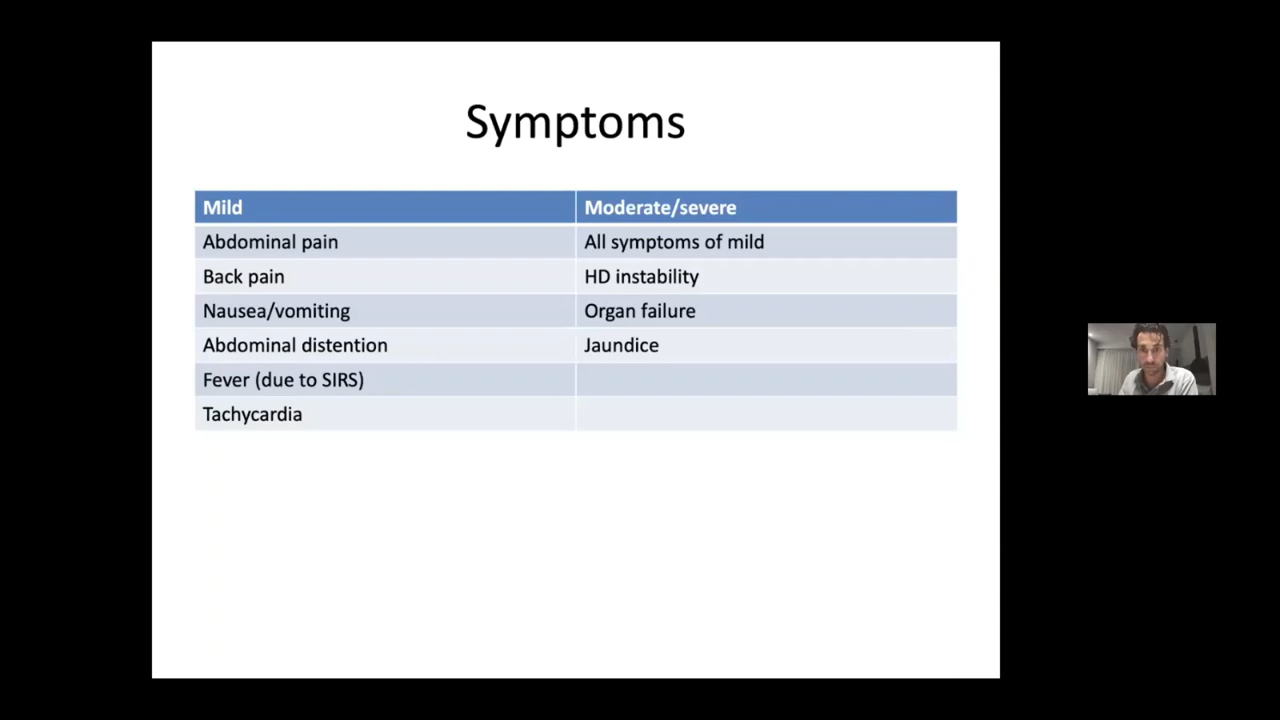 Symptoms
Mild Moderate/severe
Abdominal pain All symptoms of mild
Back pain HD instability
Nausea/vomiting Organ failure
Abdominal distention Jaundice
Fever (due to SIRS)
Tachycardia